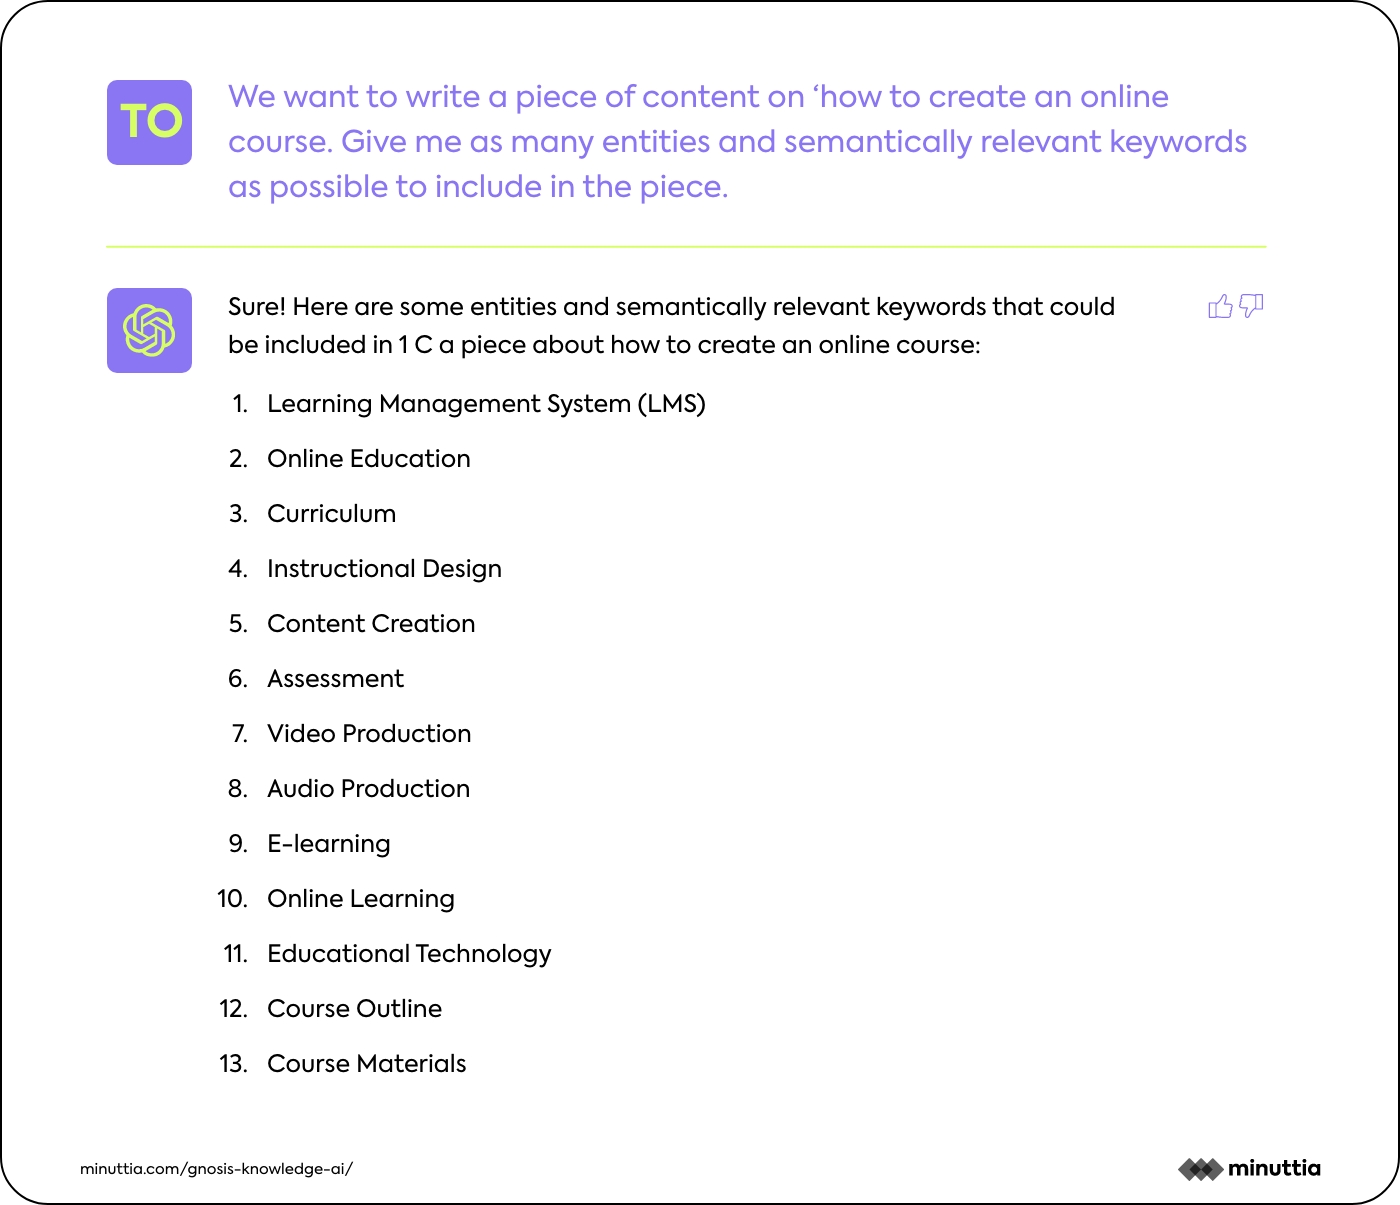 TO
We want to write a piece of content on ‘how to create an online
course. Give me as many entities and semantically relevant keywords
as possible to include in the piece.
Sure! Here are some entities and semantically relevant keywords that could
be included in 1 C a piece about how to create an online course:
1. Learning Management System (LMS)
2. Online Education
3. Curriculum
4. Instructional Design
5. Content Creation
6. Assessment
7. Video Production
8. Audio Production
9. E-learning
10. Online Learning
11. Educational Technology
12. Course Outline
13. Course Materials
minuttia.com/gnosis-knowledge-ai/
minuttia